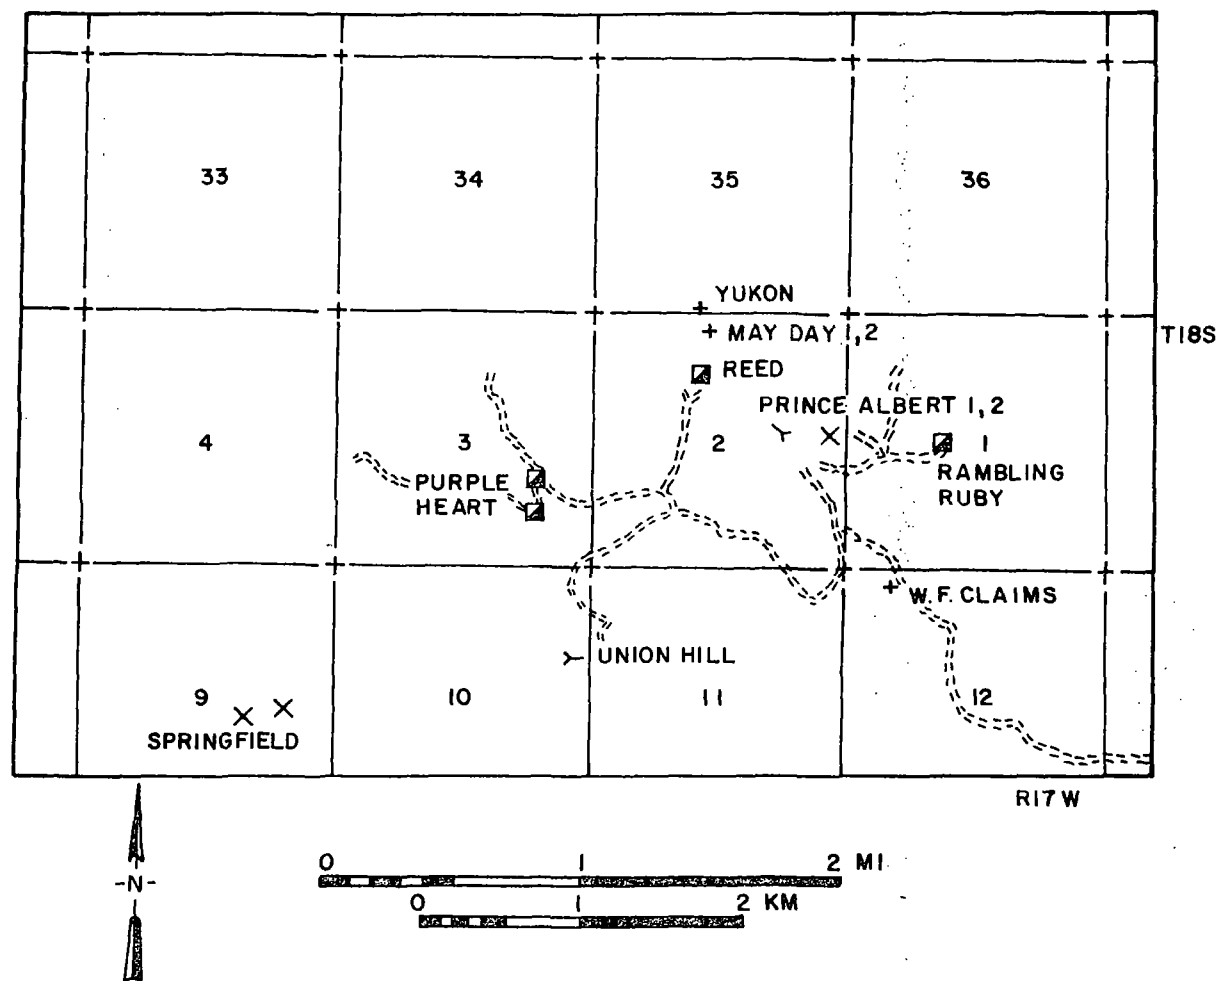 33
34
35
36
YUKON
MAY DAY 1,2
T18S
REED
PRINCE ALBERT 1,2
4
3
2
1
PURPLE
HEART
RAMBLING
RUBY
W.F. CLAIMS
UNION HILL
9
10
11
12
SPRINGFIELD
R17W
0 1 2 MI
-N-
0 1 2 KM